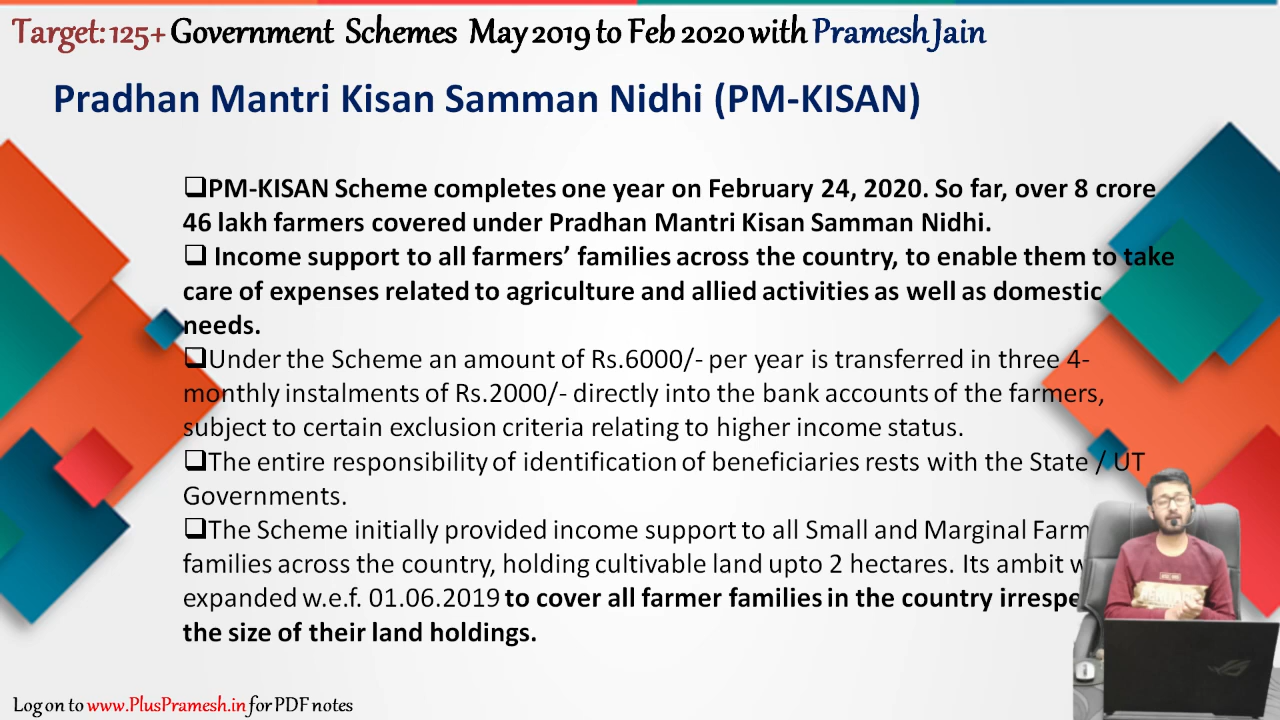 Target: 125+ Government Schemes May 2019 to Feb 2020 with Pramesh Jain
Pradhan Mantri Kisan Samman Nidhi (PM-KISAN)
❑PM-KISAN Scheme completes one year on February 24, 2020. So far, over 8 crore
46 lakh farmers covered under Pradhan Mantri Kisan Samman Nidhi.
❑ Income support to all farmers’ families across the country, to enable them to take
care of expenses related to agriculture and allied activities as well as domestic
needs.
❑Under the Scheme an amount of Rs.6000/- per year is transferred in three 4-
monthly instalments of Rs.2000/- directly into the bank accounts of the farmers,
subject to certain exclusion criteria relating to higher income status.
❑The entire responsibility of identification of beneficiaries rests with the State / UT
Governments.
❑The Scheme initially provided income support to all Small and Marginal
families across the country, holding cultivable land upto 2 hectares. Its ambit
expanded w.e.f. 01.06.2019 to cover all farmer families in the country
the size of their land holdings.
Log on to www.PlusPramesh.in for PDF notes